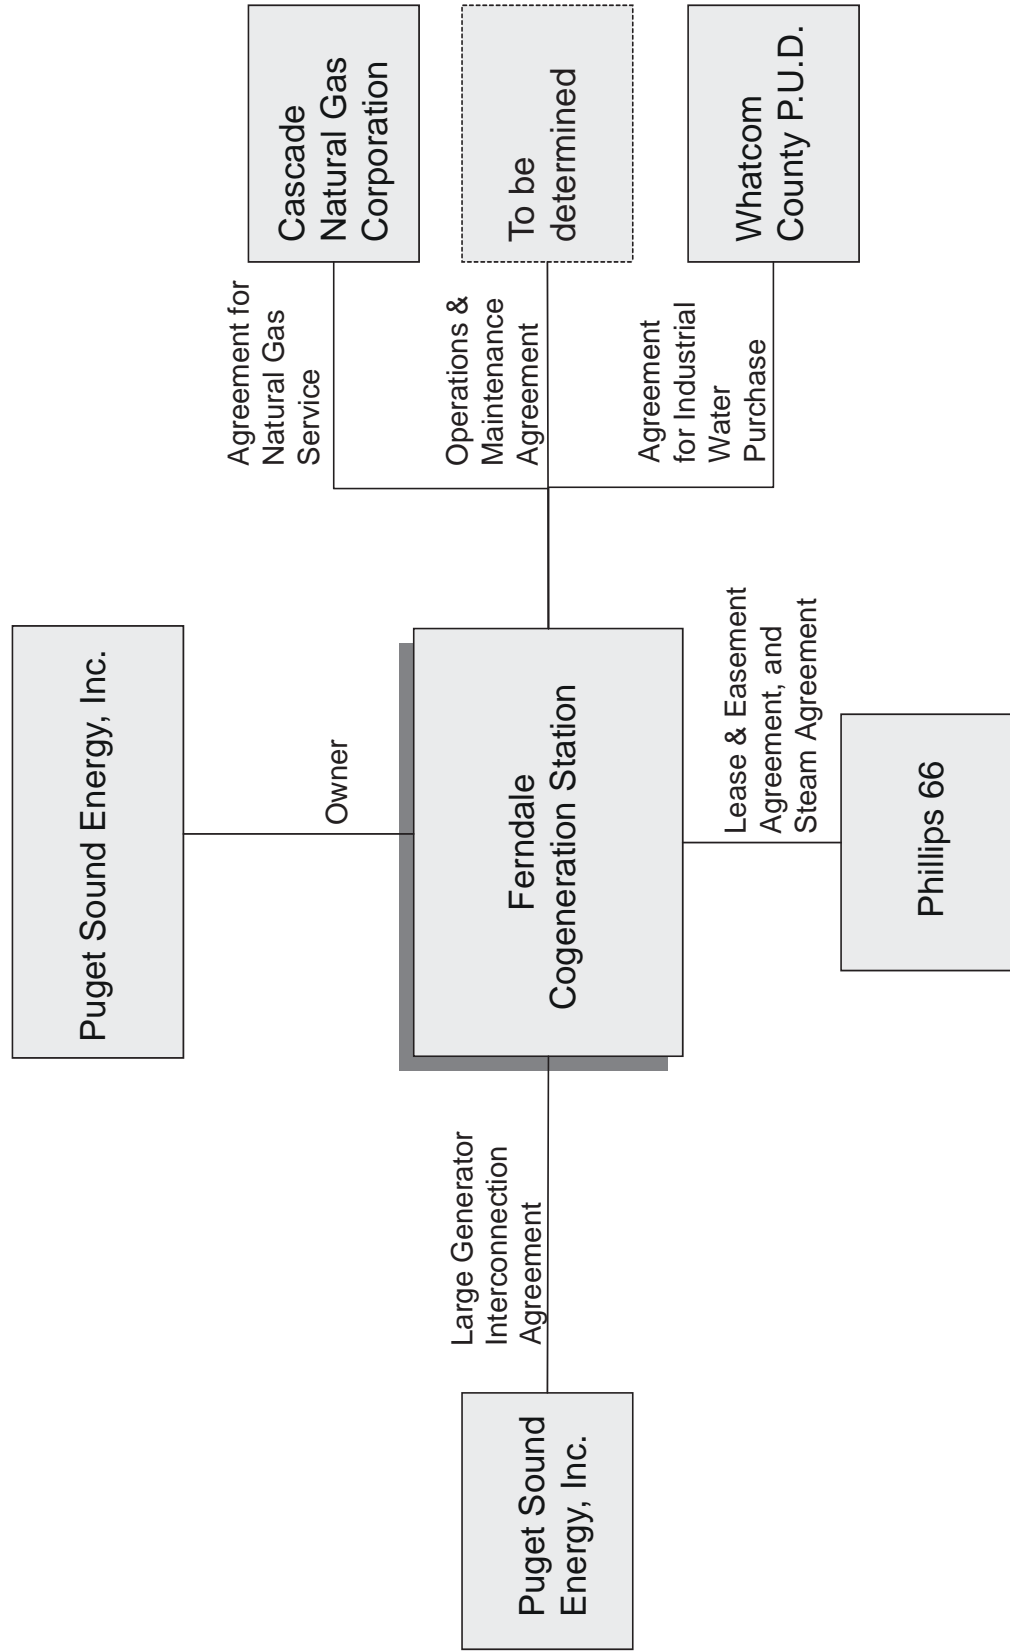 Puget Sound Energy, Inc.
Owner
Puget Sound
Energy, Inc.
Large Generator
Interconnection
Agreement
Ferndale
Cogeneration Station
Agreement for
Natural Gas
Service
Cascade
Natural Gas
Corporation
Operations &
Maintenance
Agreement
To be
determined
Agreement
for Industrial
Water
Purchase
Whatcom
County P.U.D.
Lease & Easement
Agreement, and
Steam Agreement
Phillips 66